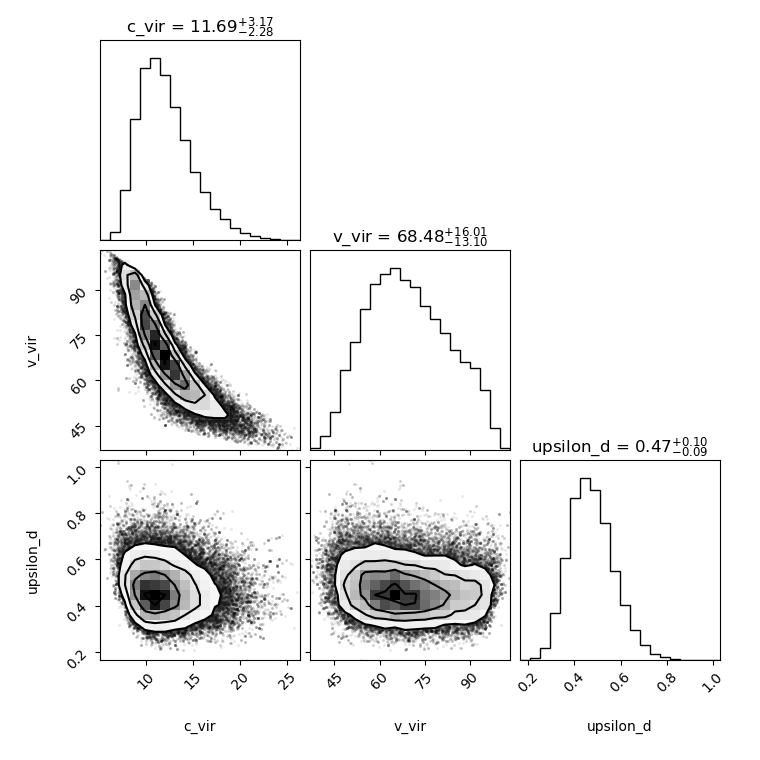 c_vir = 11.69+3.17−2.28
v_vir = 68.48+16.01−13.10
90
75
60
45
v_vir
upsilon_d = 0.47+0.10−0.09
1.0
0.8
0.6
0.4
0.2
upsilon_d
10 15 20 25
45 60 75 90
0.2 0.4 0.6 0.8 1.0
c_vir v_vir upsilon_d